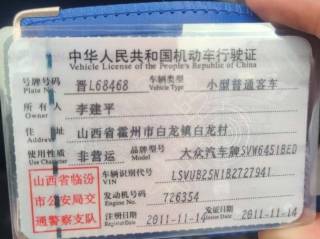 中华人民共和国机动车行驶证
Vehicle License of the People's Republic of China
号牌号码 晋L68468 车辆类型 小型普通客车
Plate No. Vehicle Type
所有人 李建平
Owner
住址 山西省霍州市白龙镇白龙村
Address
使用性质 非营运 品牌型号 大众汽车牌SVW6451BED
Use Character Model
山西省临汾
市公安局交
通警察支队
车辆识别代号 LSVUB25N1B2727941
VIN
发动机号码 726354
Engine No.
注册日期 2011-11-14 发证日期 2011-11-14
Register Date Issue Date